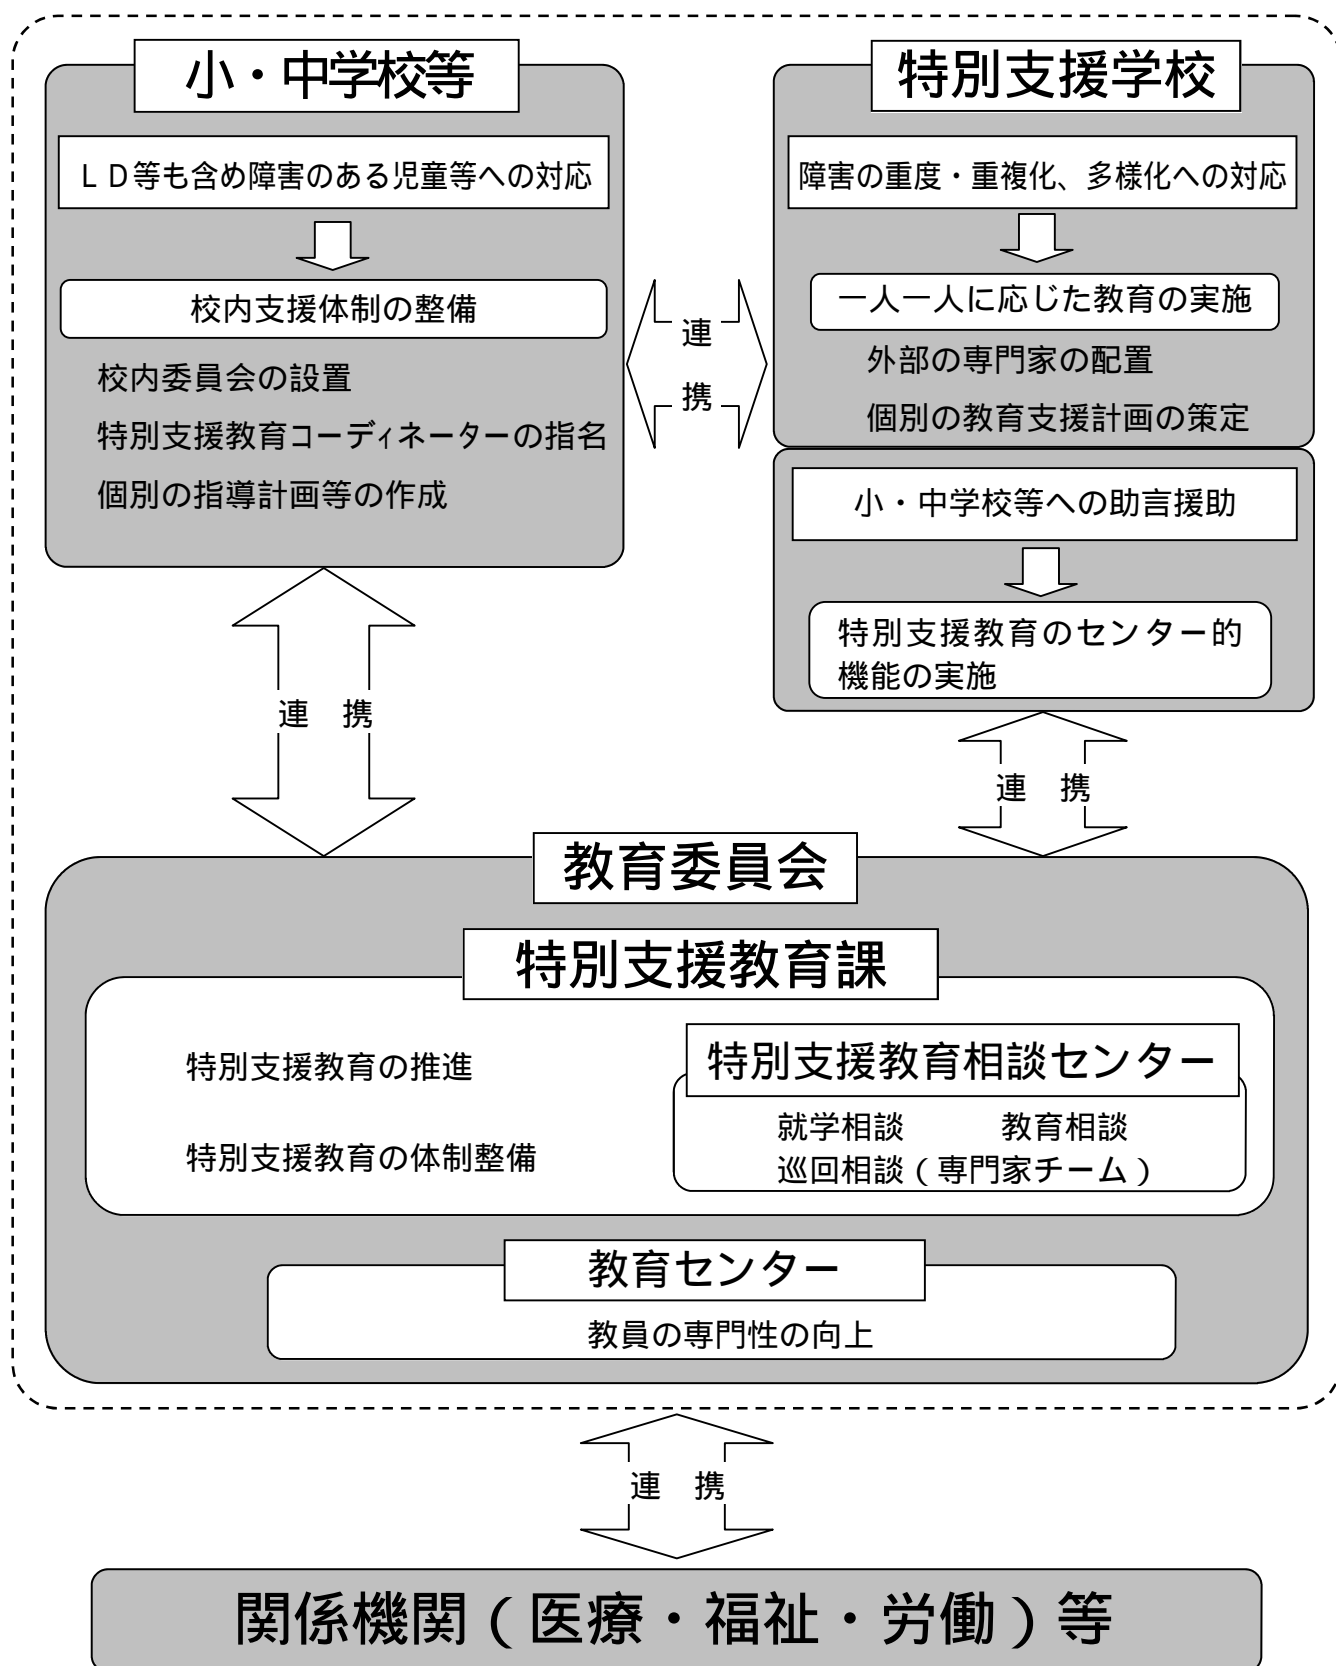 小・中学校等
ＬＤ等も含め障害のある児童等への対応
校内支援体制の整備
校内委員会の設置
特別支援教育コーディネーターの指名
個別の指導計画等の作成
連
携
特別支援学校
障害の重度・重複化、多様化への対応
一人一人に応じた教育の実施
外部の専門家の配置
個別の教育支援計画の策定
小・中学校等への助言援助
特別支援教育のセンター的
機能の実施
連　携
連　携
教育委員会
特別支援教育課
特別支援教育の推進
特別支援教育の体制整備
特別支援教育相談センター
就学相談　　　教育相談
巡回相談（専門家チーム）
教育センター
教員の専門性の向上
連　携
関係機関（医療・福祉・労働）等